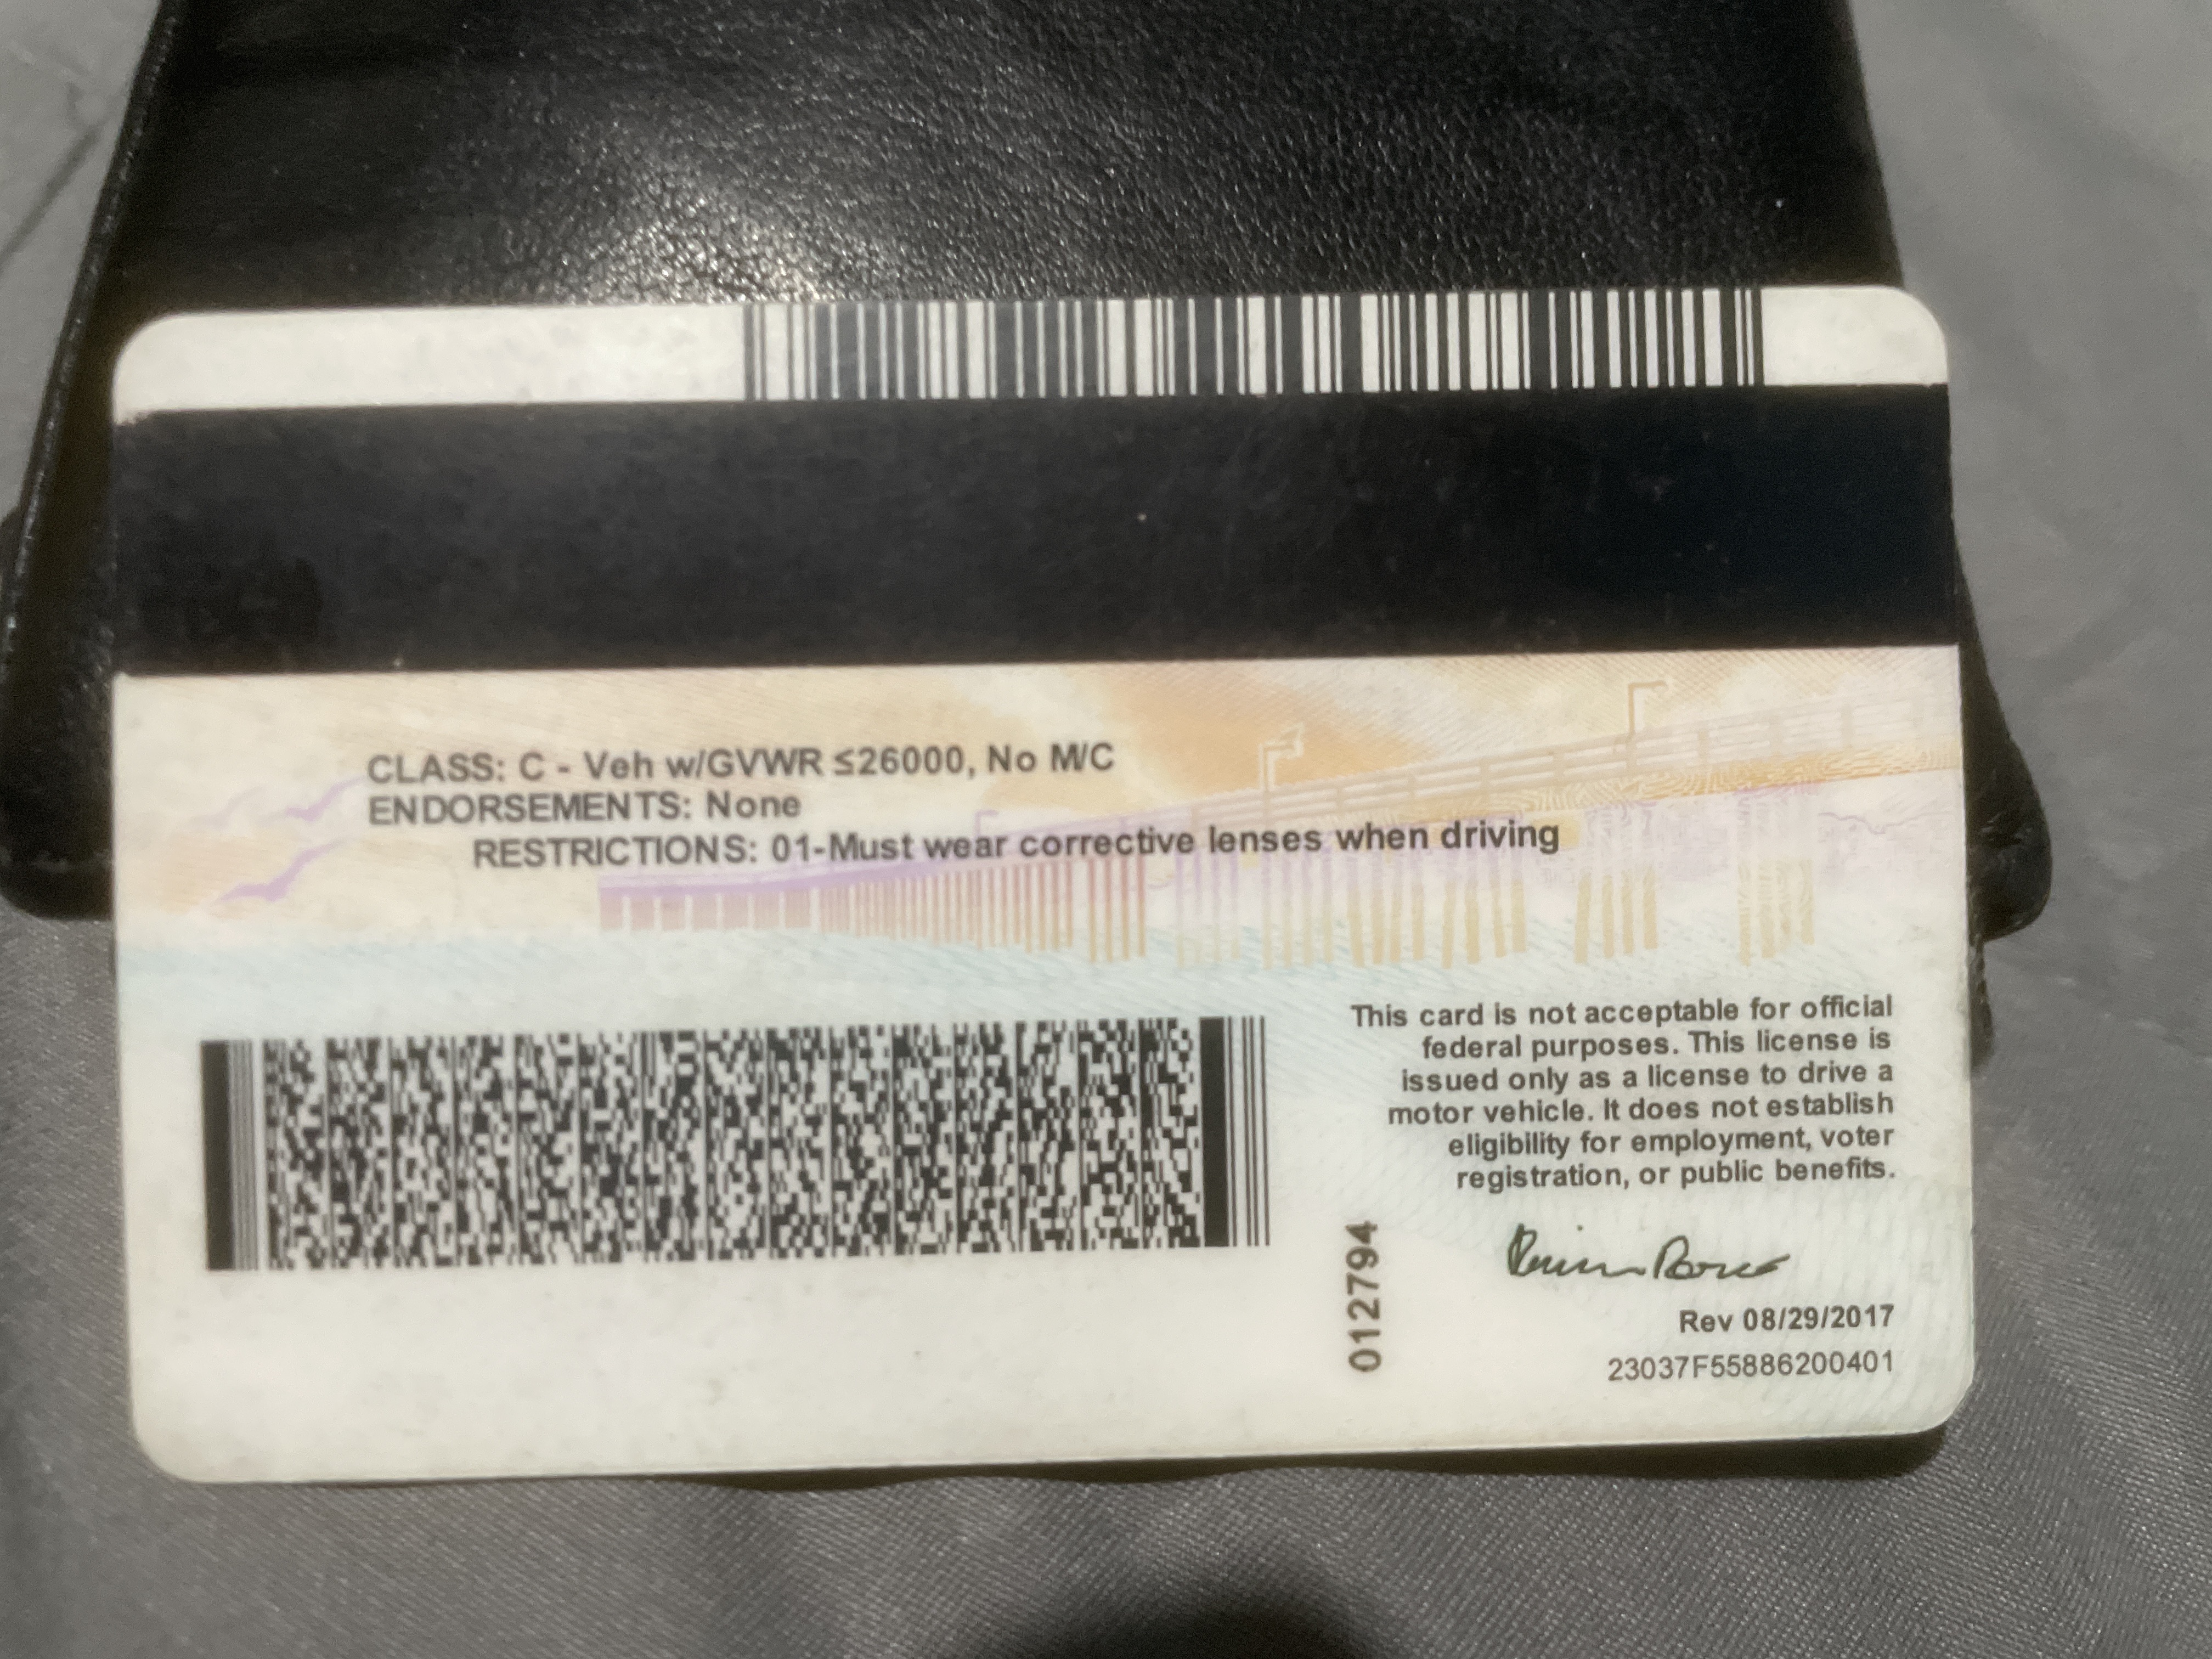 CLASS: C - Veh w/GVWR ≤26000, No M/C
ENDORSEMENTS: None
RESTRICTIONS: 01-Must wear corrective lenses when driving
This card is not acceptable for official
federal purposes. This license is
issued only as a license to drive a
motor vehicle. It does not establish
eligibility for employment, voter
registration, or public benefits.
012794
Rev 08/29/2017
23037F55886200401